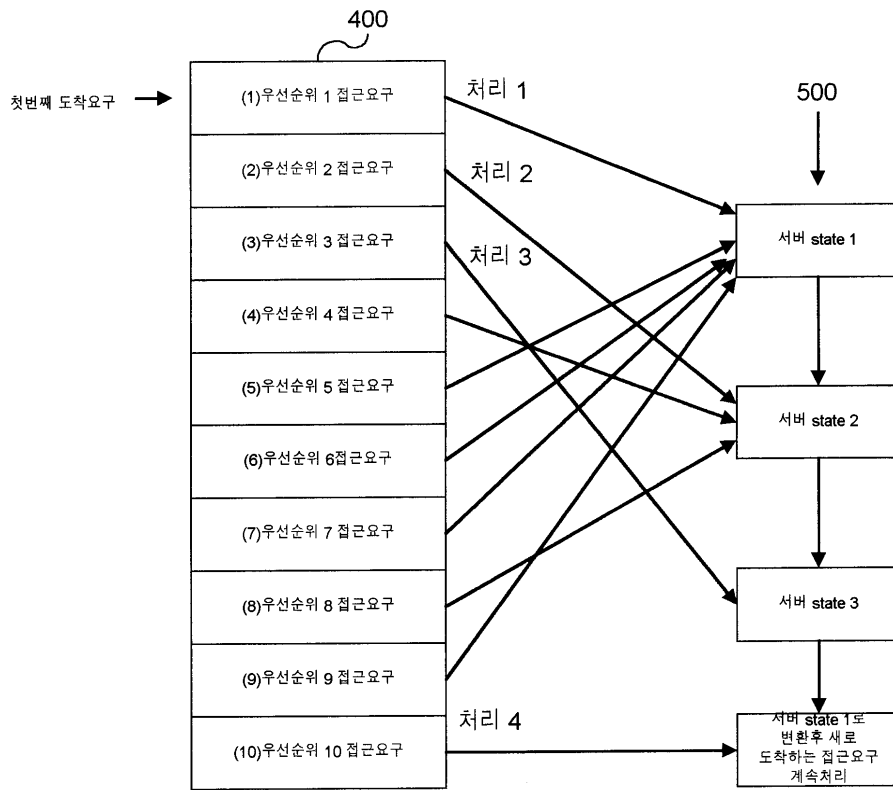 400
첫번째 도착요구
(1)우선순위 1 접근요구
(2)우선순위 2 접근요구
(3)우선순위 3 접근요구
(4)우선순위 4 접근요구
(5)우선순위 5 접근요구
(6)우선순위 6접근요구
(7)우선순위 7 접근요구
(8)우선순위 8 접근요구
(9)우선순위 9 접근요구
(10)우선순위 10 접근요구
처리 1
처리 2
처리 3
처리 4
500
서버 state 1
서버 state 2
서버 state 3
서버 state 1로
변환후 새로
도착하는 접근요구
계속처리